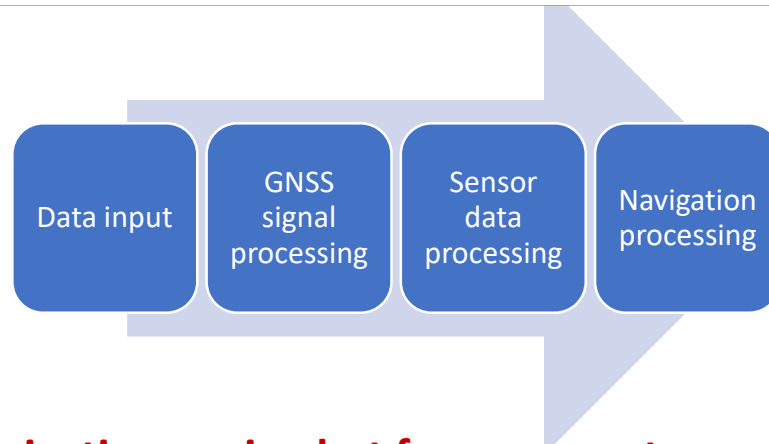 Data input
GNSS
signal
processing
Sensor
data
processing
Navigation
processing